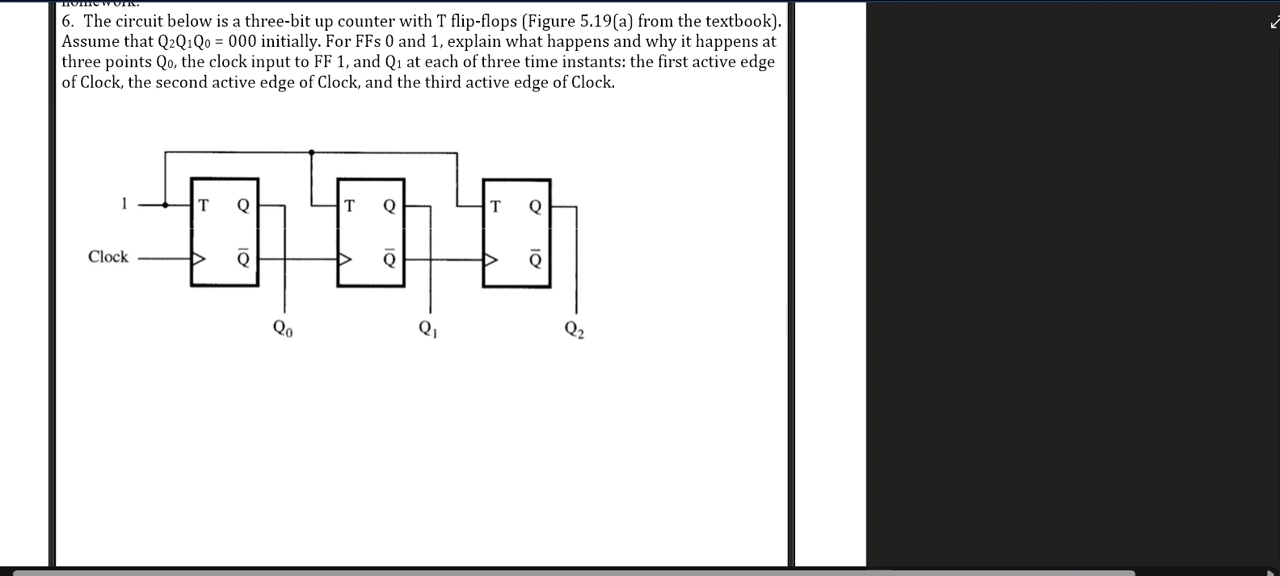 6. The circuit below is a three-bit up counter with T flip-flops (Figure 5.19(a) from the textbook).
Assume that Q₂Q₁Q₀ = 000 initially. For FFs 0 and 1, explain what happens and why it happens at
three points Q₀, the clock input to FF 1, and Q₁ at each of three time instants: the first active edge
of Clock, the second active edge of Clock, and the third active edge of Clock.
1 T Q T Q T Q
Clock Q̅ Q̅ Q̅
Q₀ Q₁ Q₂